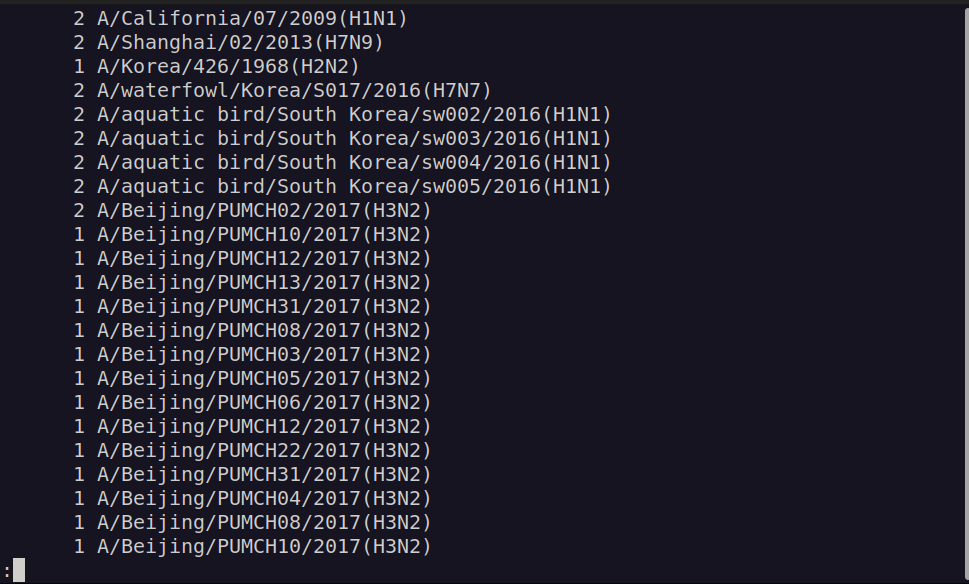 2 A/California/07/2009(H1N1)
2 A/Shanghai/02/2013(H7N9)
1 A/Korea/426/1968(H2N2)
2 A/waterfowl/Korea/S017/2016(H7N7)
2 A/aquatic bird/South Korea/sw002/2016(H1N1)
2 A/aquatic bird/South Korea/sw003/2016(H1N1)
2 A/aquatic bird/South Korea/sw004/2016(H1N1)
2 A/aquatic bird/South Korea/sw005/2016(H1N1)
2 A/Beijing/PUMCH02/2017(H3N2)
1 A/Beijing/PUMCH10/2017(H3N2)
1 A/Beijing/PUMCH12/2017(H3N2)
1 A/Beijing/PUMCH13/2017(H3N2)
1 A/Beijing/PUMCH31/2017(H3N2)
1 A/Beijing/PUMCH08/2017(H3N2)
1 A/Beijing/PUMCH03/2017(H3N2)
1 A/Beijing/PUMCH05/2017(H3N2)
1 A/Beijing/PUMCH06/2017(H3N2)
1 A/Beijing/PUMCH12/2017(H3N2)
1 A/Beijing/PUMCH22/2017(H3N2)
1 A/Beijing/PUMCH31/2017(H3N2)
1 A/Beijing/PUMCH04/2017(H3N2)
1 A/Beijing/PUMCH08/2017(H3N2)
1 A/Beijing/PUMCH10/2017(H3N2)
: